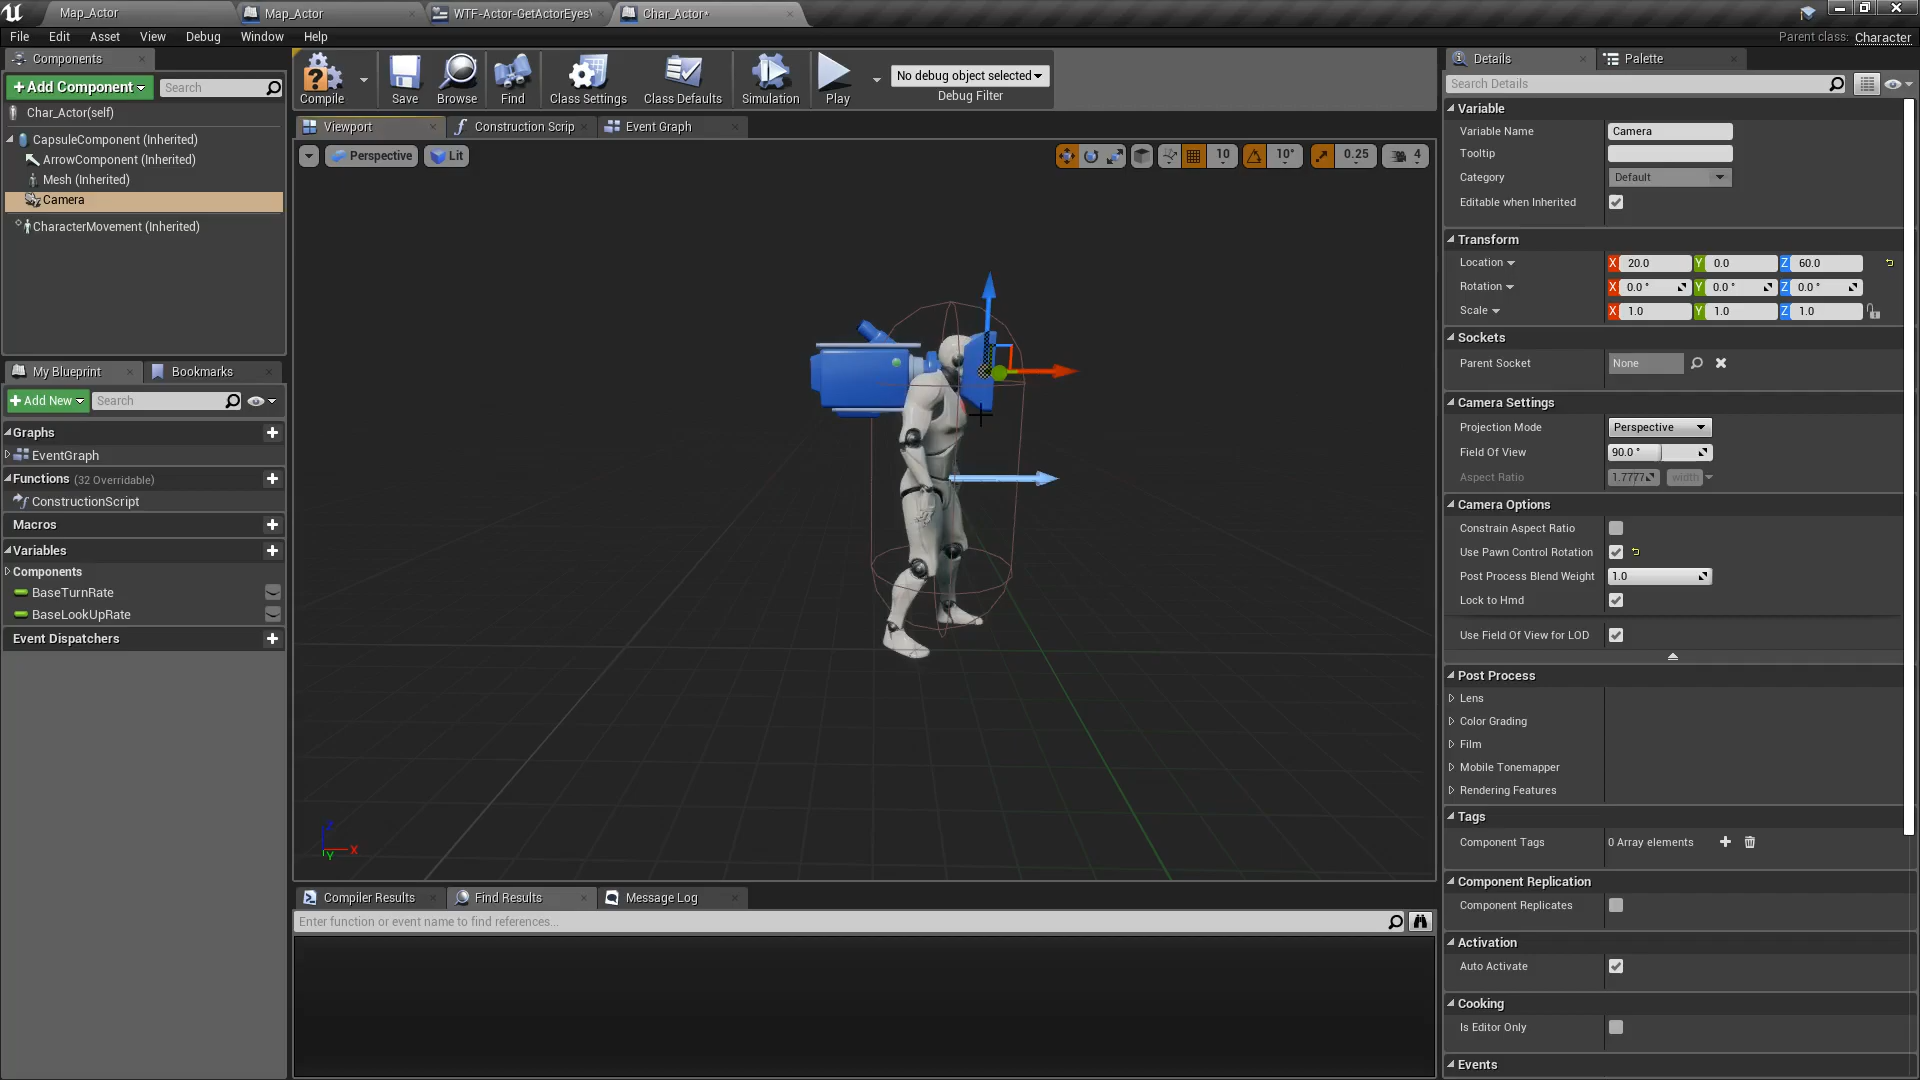 Map_Actor
Map_Actor
WTF-Actor-GetActorEyes
Char_Actor*
File Edit Asset View Debug Window Help
Parent class: Character
Components
+Add Component
Search
Char_Actor(self)
CapsuleComponent (Inherited)
ArrowComponent (Inherited)
Mesh (Inherited)
Camera
CharacterMovement (Inherited)
My Blueprint
Bookmarks
+Add New
Search
Graphs
EventGraph
Functions (32 Overridable)
ConstructionScript
Macros
Variables
Components
BaseTurnRate
BaseLookUpRate
Event Dispatchers
Compile
Save
Browse
Find
Class Settings
Class Defaults
Simulation
Play
No debug object selected
Debug Filter
Viewport
Construction Scrip
Event Graph
Perspective
Lit
10
10°
0.25
4
Z
X
Y
Compiler Results
Find Results
Message Log
Enter function or event name to find references...
Details
Palette
Search Details
Variable
Variable Name Camera
Tooltip
Category Default
Editable when Inherited
Transform
Location X 20.0 Y 0.0 Z 60.0
Rotation X 0.0 ° Y 0.0 ° Z 0.0 °
Scale X 1.0 Y 1.0 Z 1.0
Sockets
Parent Socket None
Camera Settings
Projection Mode Perspective
Field Of View 90.0 °
Aspect Ratio 1.7777 width
Camera Options
Constrain Aspect Ratio
Use Pawn Control Rotation
Post Process Blend Weight 1.0
Lock to Hmd
Use Field Of View for LOD
Post Process
Lens
Color Grading
Film
Mobile Tonemapper
Rendering Features
Tags
Component Tags 0 Array elements
Component Replication
Component Replicates
Activation
Auto Activate
Cooking
Is Editor Only
Events